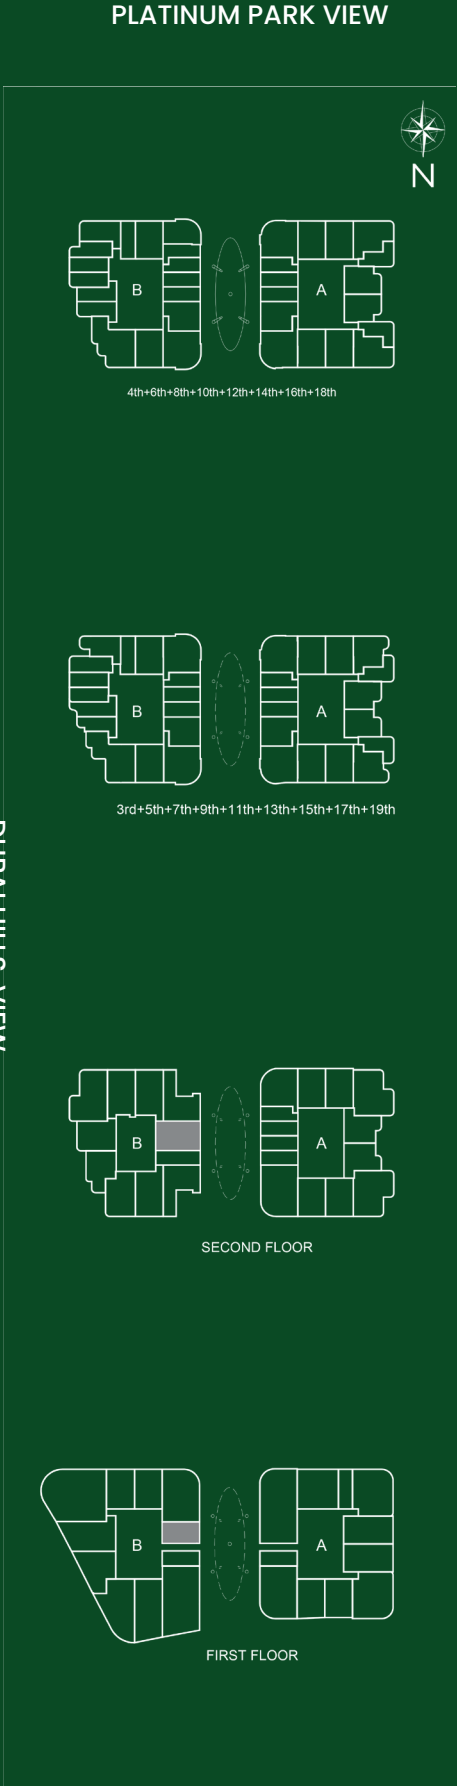 PLATINUM PARK VIEW
N
B
A
4th+6th+8th+10th+12th+14th+16th+18th
B
A
3rd+5th+7th+9th+11th+13th+15th+17th+19th
B
A
SECOND FLOOR
B
A
FIRST FLOOR